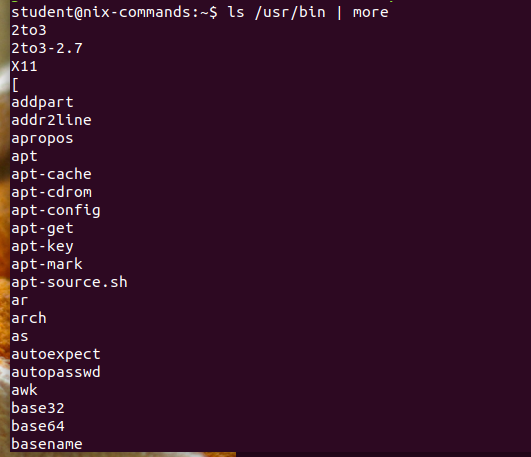 student@nix-commands:~$ ls /usr/bin | more
2to3
2to3-2.7
X11
[
addpart
addr2line
apropos
apt
apt-cache
apt-cdrom
apt-config
apt-get
apt-key
apt-mark
apt-source.sh
ar
arch
as
autoexpect
autopasswd
awk
base32
base64
basename